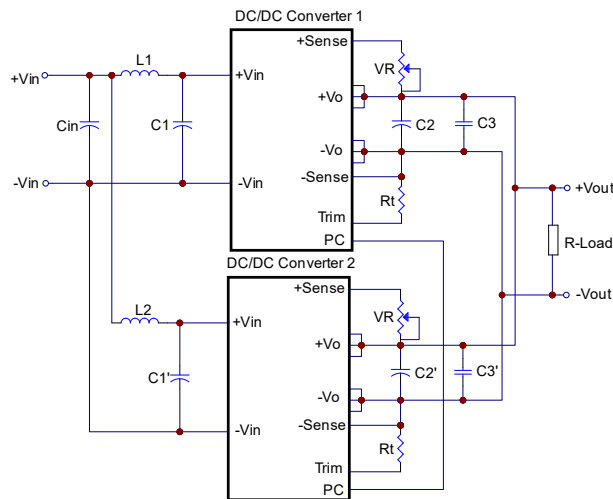 DC/DC Converter 1
+Sense
L1
VR
+Vin
+Vin
+Vo
Cin
C1
C2
C3
-Vo
-Vin
-Vin
-Sense
+Vout
Rt
Trim
PC
R-Load
DC/DC Converter 2
+Sense
-Vout
L2
+Vin
VR
+Vo
C1'
C2'
C3'
-Vo
-Vin
-Sense
Rt
Trim
PC